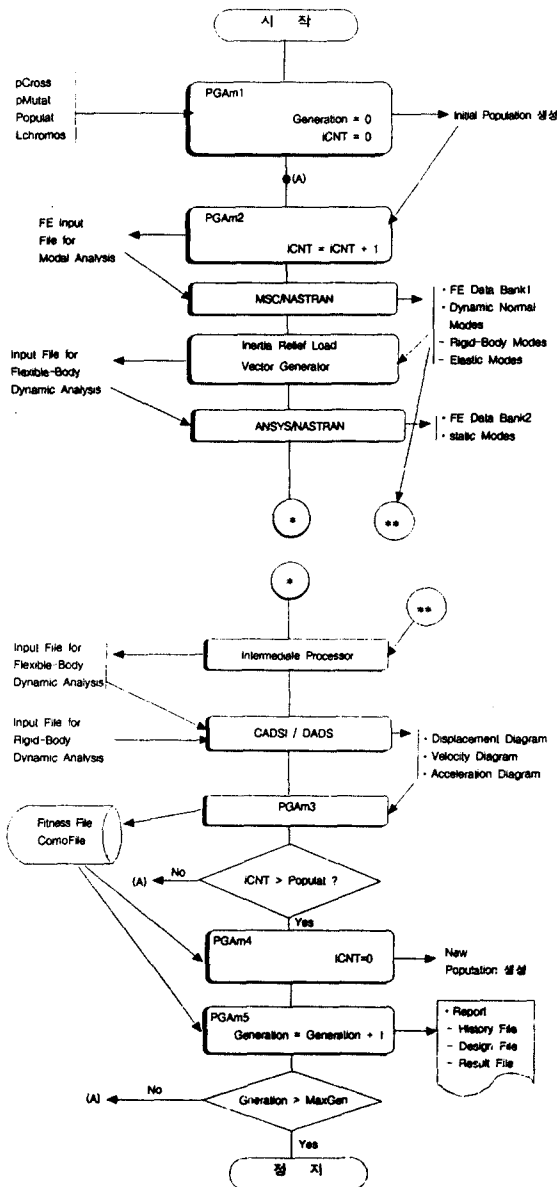 시 작
pCross
pMutat
Populat
Lchromos
PGAm1
Generation = 0
iCNT = 0
Initial Population 생성
(A)
FE Input
File for
Modal Analysis
PGAm2
iCNT = iCNT + 1
MSC/NASTRAN
• FE Data Bank1
• Dynamic Normal
Modes
- Rigid-Body Modes
- Elastic Modes
Inertia Relief Load
Vector Generator
Input File for
Flexible-Body
Dynamic Analysis
ANSYS/NASTRAN
• FE Data Bank2
• static Modes
*
**
*
**
Input File for
Flexible-Body
Dynamic Analysis
Intermediate Processor
Input File for
Rigid-Body
Dynamic Analysis
CADSI / DADS
• Displacement Diagram
• Velocity Diagram
• Acceleration Diagram
PGAm3
Fitness File
ComoFile
(A)
No
iCNT > Populat ?
Yes
PGAm4
iCNT=0
New
Population 생성
PGAm5
Generation = Generation + 1
• Report
- History File
- Design File
- Result File
(A)
No
Gneration > MaxGen
Yes
정 지